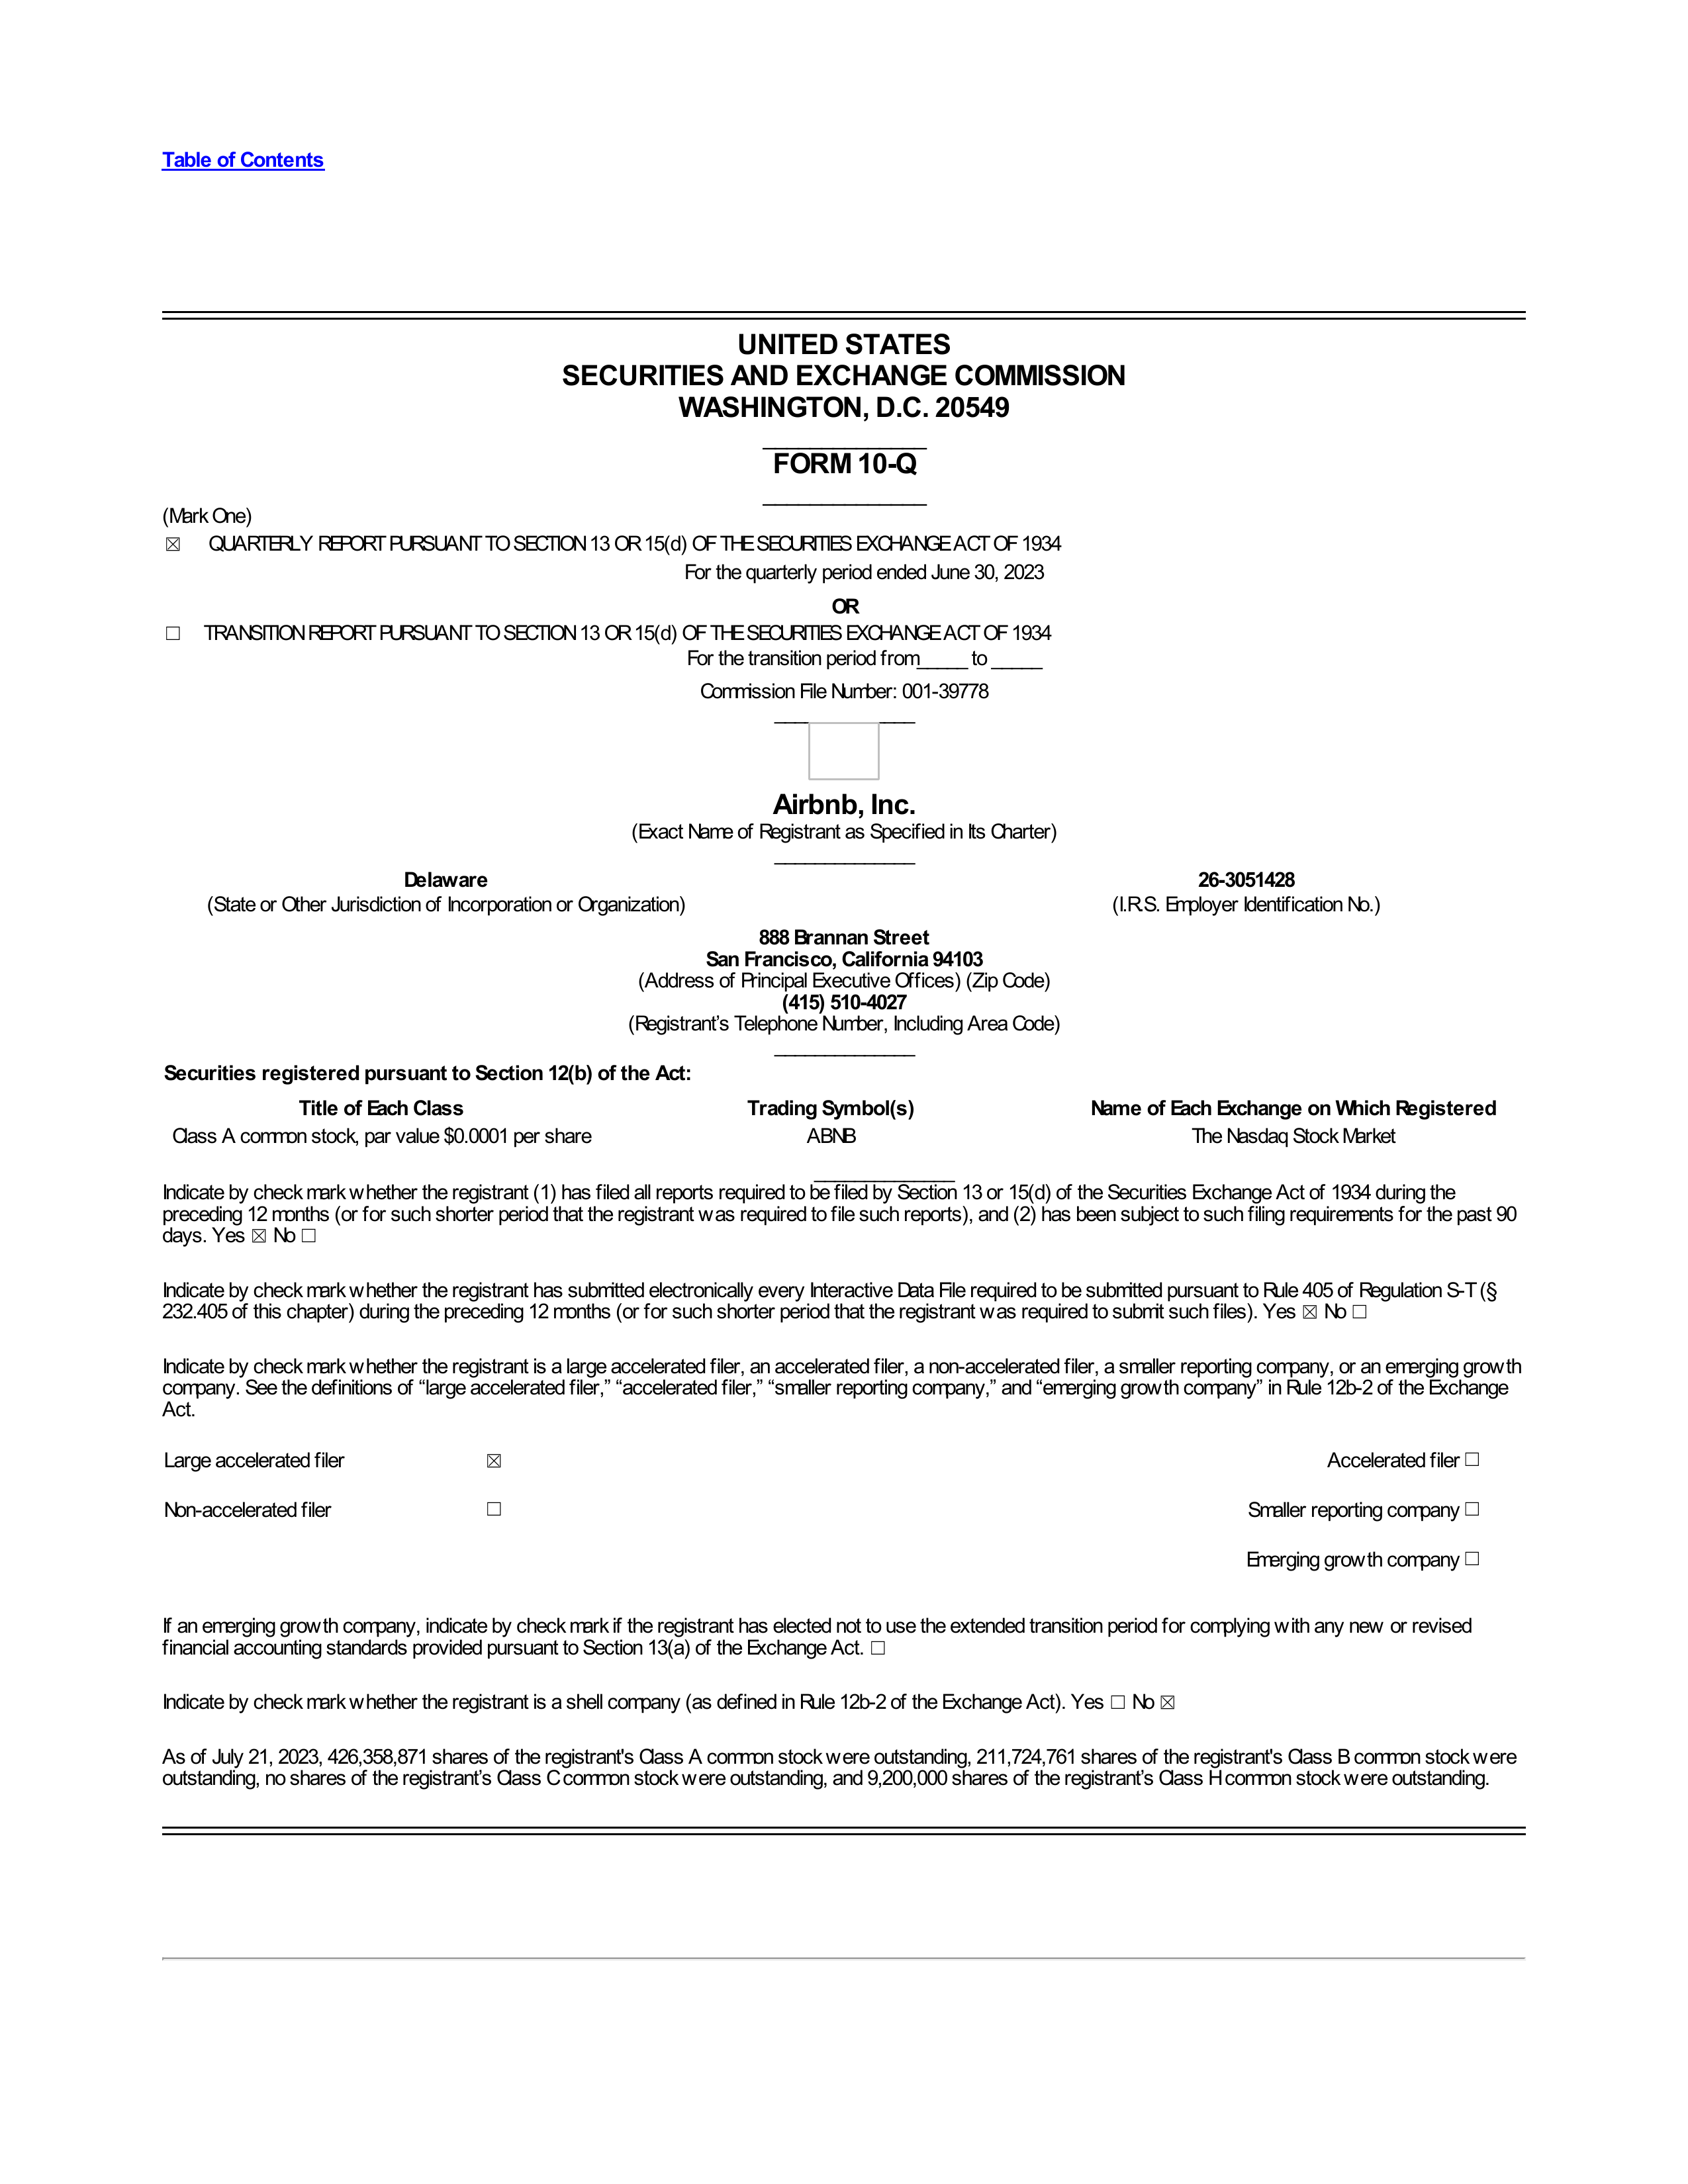 Table of Contents
UNITED STATES
SECURITIES AND EXCHANGE COMMISSION
WASHINGTON, D.C. 20549
______________
FORM 10-Q
______________
(Mark One)
☒ QUARTERLY REPORT PURSUANT TO SECTION 13 OR 15(d) OF THE SECURITIES EXCHANGE ACT OF 1934
For the quarterly period ended June 30, 2023
OR
☐ TRANSITION REPORT PURSUANT TO SECTION 13 OR 15(d) OF THE SECURITIES EXCHANGE ACT OF 1934
For the transition period from_____ to _____
Commission File Number: 001-39778
Airbnb, Inc.
(Exact Name of Registrant as Specified in Its Charter)
______________
Delaware 26-3051428
(State or Other Jurisdiction of Incorporation or Organization) (I.R.S. Employer Identification No.)
888 Brannan Street
San Francisco, California 94103
(Address of Principal Executive Offices) (Zip Code)
(415) 510-4027
(Registrant’s Telephone Number, Including Area Code)
______________
Securities registered pursuant to Section 12(b) of the Act:
Title of Each Class Trading Symbol(s) Name of Each Exchange on Which Registered
Class A common stock, par value $0.0001 per share ABNB The Nasdaq Stock Market
______________
Indicate by check mark whether the registrant (1) has filed all reports required to be filed by Section 13 or 15(d) of the Securities Exchange Act of 1934 during the
preceding 12 months (or for such shorter period that the registrant was required to file such reports), and (2) has been subject to such filing requirements for the past 90
days. Yes ☒ No ☐
Indicate by check mark whether the registrant has submitted electronically every Interactive Data File required to be submitted pursuant to Rule 405 of Regulation S-T (§
232.405 of this chapter) during the preceding 12 months (or for such shorter period that the registrant was required to submit such files). Yes ☒ No ☐
Indicate by check mark whether the registrant is a large accelerated filer, an accelerated filer, a non-accelerated filer, a smaller reporting company, or an emerging growth
company. See the definitions of “large accelerated filer,” “accelerated filer,” “smaller reporting company,” and “emerging growth company” in Rule 12b-2 of the Exchange
Act.
Large accelerated filer ☒ Accelerated filer ☐
Non-accelerated filer ☐ Smaller reporting company ☐
Emerging growth company ☐
If an emerging growth company, indicate by check mark if the registrant has elected not to use the extended transition period for complying with any new or revised
financial accounting standards provided pursuant to Section 13(a) of the Exchange Act. ☐
Indicate by check mark whether the registrant is a shell company (as defined in Rule 12b-2 of the Exchange Act). Yes ☐ No ☒
As of July 21, 2023, 426,358,871 shares of the registrant's Class A common stock were outstanding, 211,724,761 shares of the registrant's Class B common stock were
outstanding, no shares of the registrant’s Class C common stock were outstanding, and 9,200,000 shares of the registrant’s Class H common stock were outstanding.